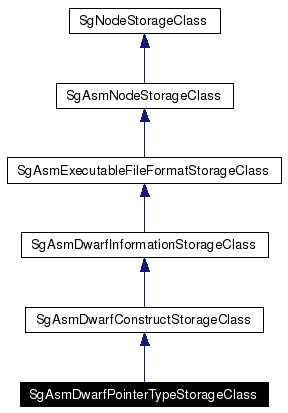 SgNodeStorageClass
SgAsmNodeStorageClass
SgAsmExecutableFileFormatStorageClass
SgAsmDwarfInformationStorageClass
SgAsmDwarfConstructStorageClass
SgAsmDwarfPointerTypeStorageClass